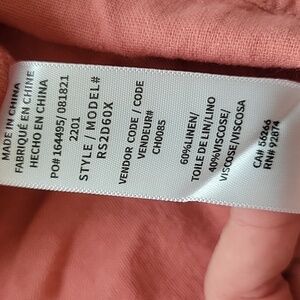 MADE IN CHINA
FABRIQUÉ EN CHINE
HECHO EN CHINA
PO# 164495/ 081821
2201
STYLE / MODEL#
RS2D60X
VENDOR CODE / CODE
VENDEUR#
CH0085
60%LINEN/
TOILE DE LIN/LINO
40%VISCOSE/
VISCOSE/VISCOSA
CA# 50266
RN# 92874